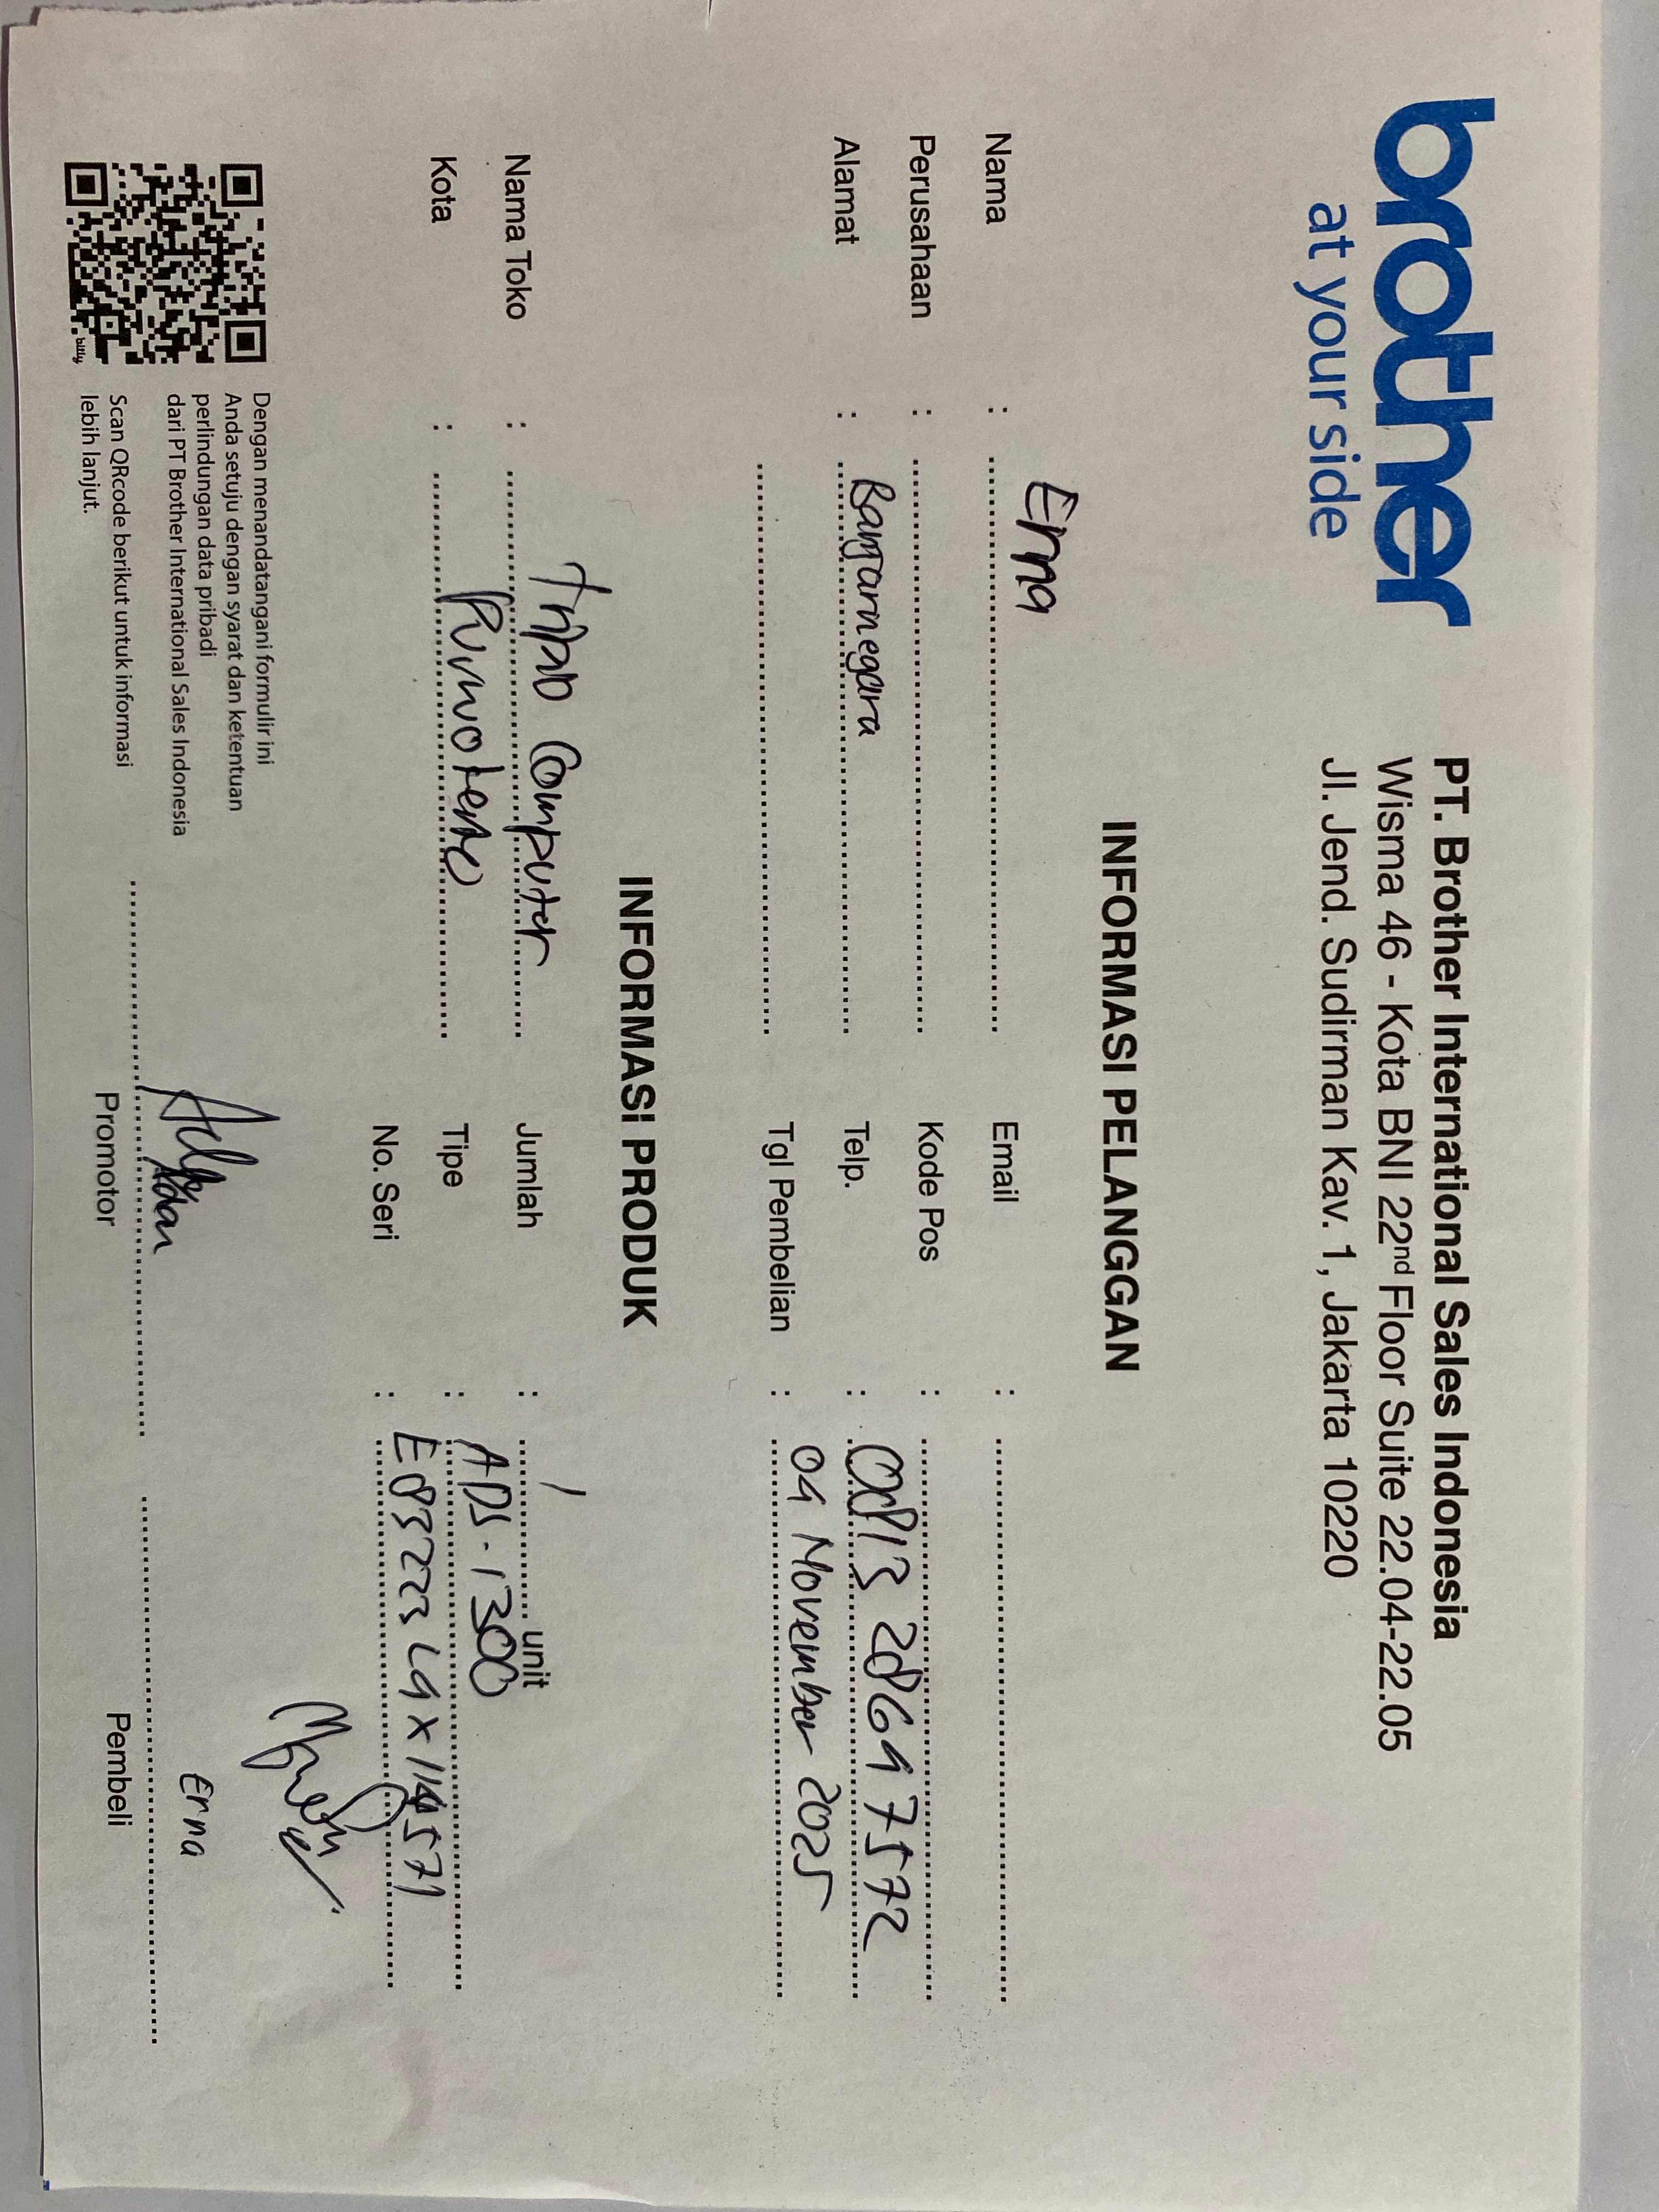 brother
at your side
PT. Brother International Sales Indonesia
Wisma 46 - Kota BNI 22nd Floor Suite 22.04-22.05
Jl. Jend. Sudirman Kav. 1, Jakarta 10220
INFORMASI PELANGGAN
Nama : Erna
Email :
Perusahaan :
Kode Pos :
Alamat : Banjarnegara
Telp. :
Tgl Pembelian : 04 November 2025
INFORMASI PRODUK
Nama Toko : Computer
Jumlah : 1 unit
Kota :
Tipe : ADS-1300
No. Seri :
Dengan menandatangani formulir ini
Anda setuju dengan syarat dan ketentuan
perlindungan data pribadi
dari PT Brother International Sales Indonesia
Scan QRcode berikut untuk informasi
lebih lanjut.
billy
Promotor
Erna
Pembeli